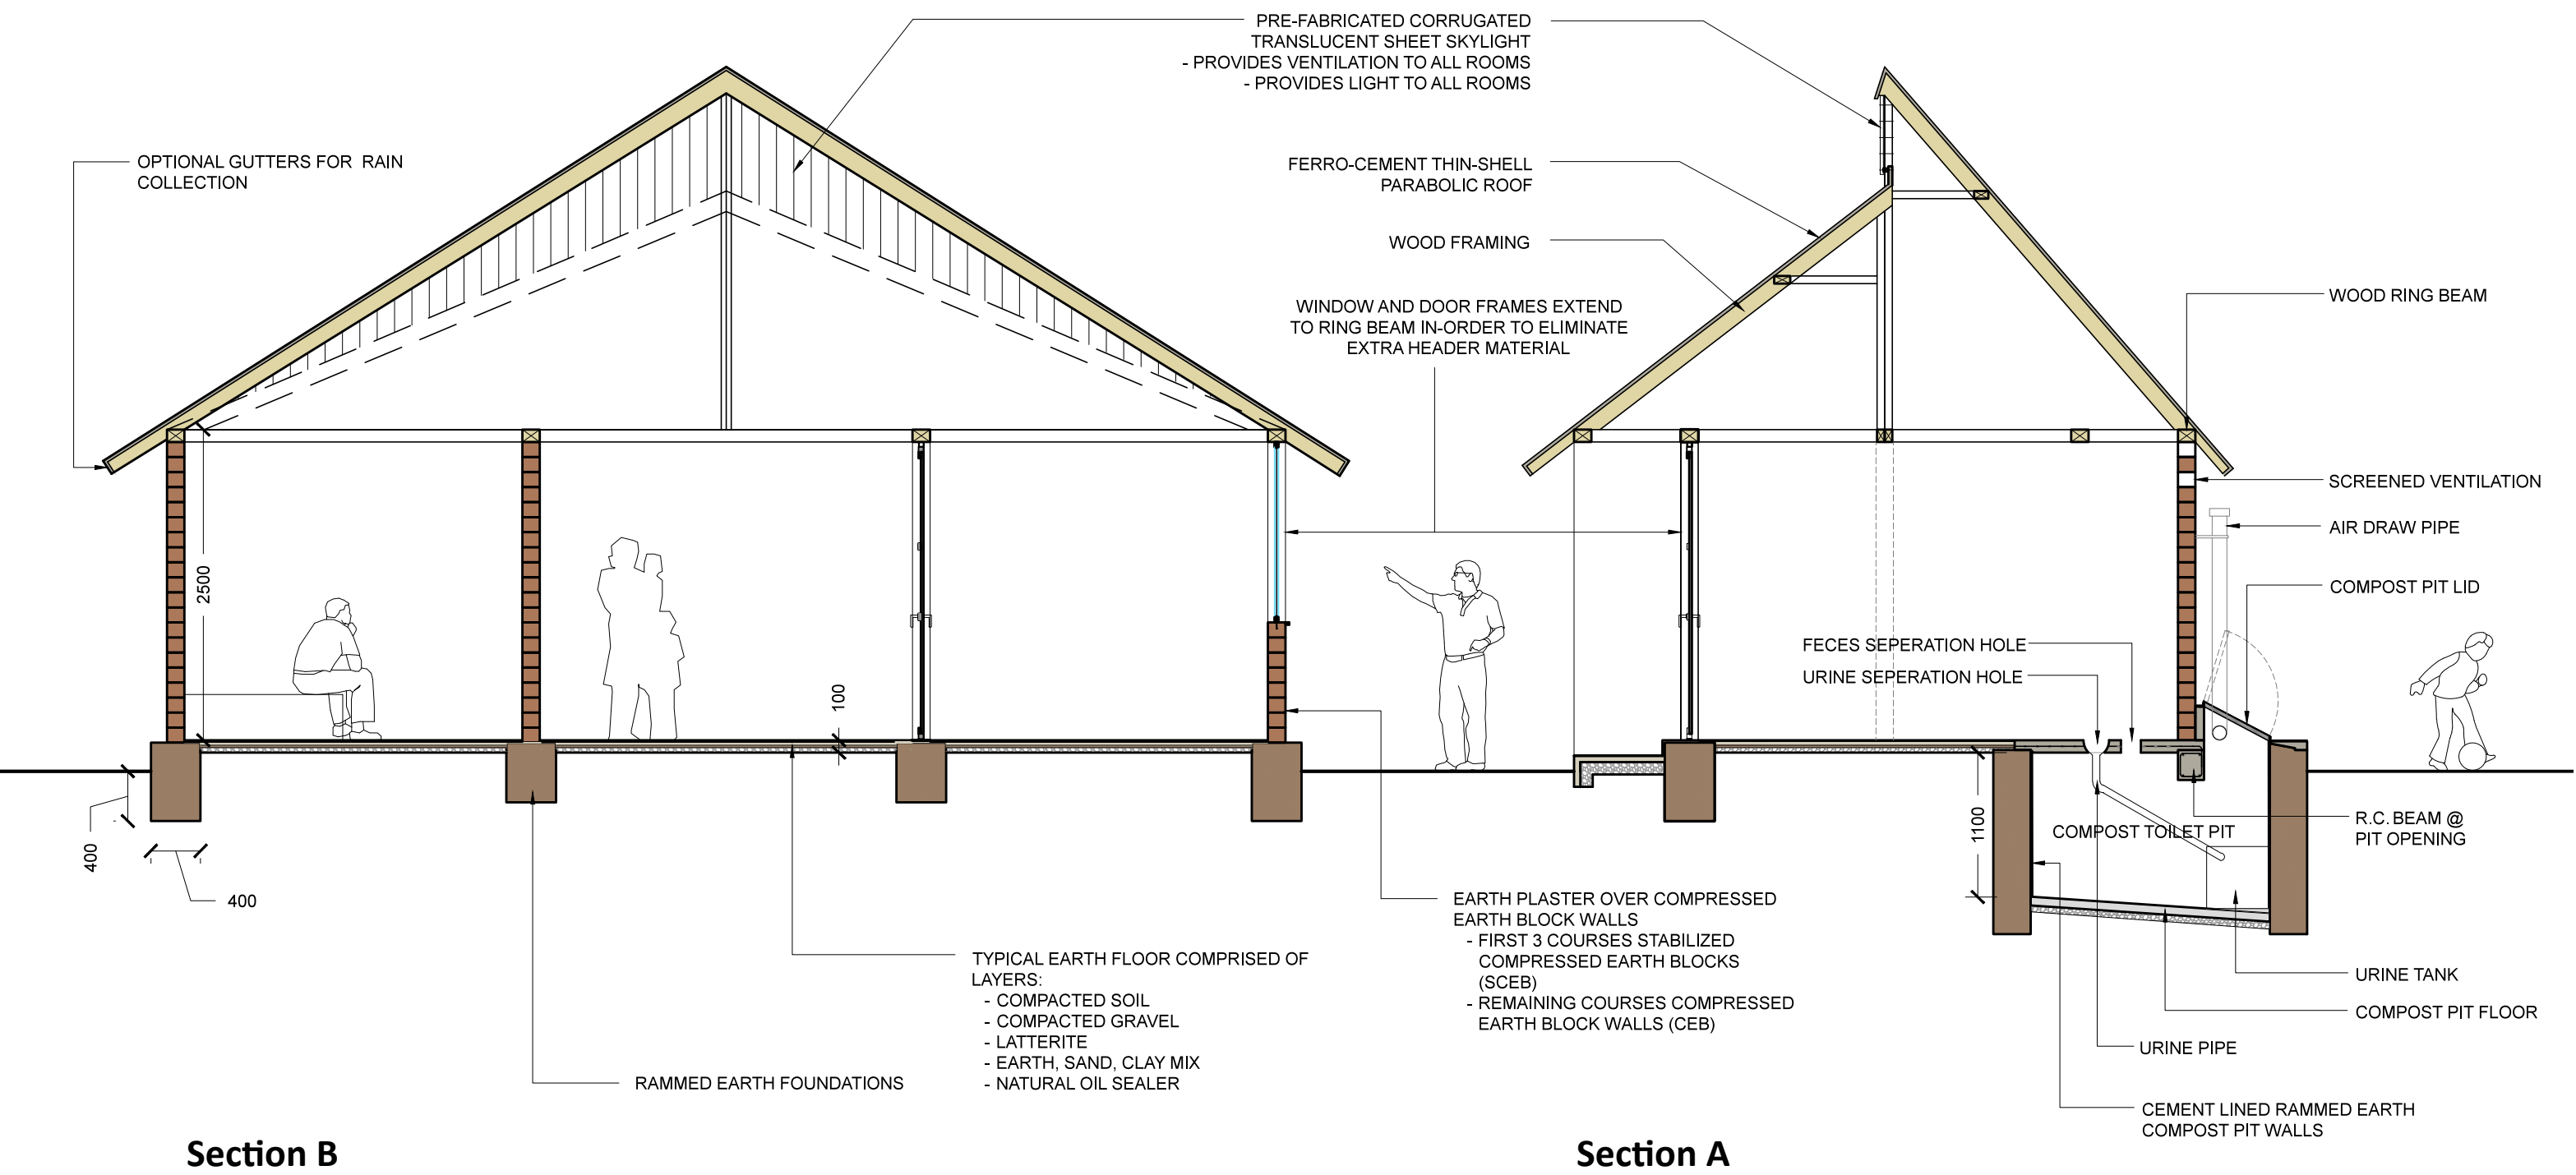 PRE-FABRICATED CORRUGATED
TRANSLUCENT SHEET SKYLIGHT
- PROVIDES VENTILATION TO ALL ROOMS
- PROVIDES LIGHT TO ALL ROOMS
OPTIONAL GUTTERS FOR RAIN
COLLECTION
FERRO-CEMENT THIN-SHELL
PARABOLIC ROOF
WOOD FRAMING
WINDOW AND DOOR FRAMES EXTEND
TO RING BEAM IN-ORDER TO ELIMINATE
EXTRA HEADER MATERIAL
WOOD RING BEAM
SCREENED VENTILATION
AIR DRAW PIPE
COMPOST PIT LID
FECES SEPERATION HOLE
URINE SEPERATION HOLE
2500
100
400
400
1100
COMPOST TOILET PIT
R.C. BEAM @
PIT OPENING
EARTH PLASTER OVER COMPRESSED
EARTH BLOCK WALLS
- FIRST 3 COURSES STABILIZED
COMPRESSED EARTH BLOCKS
(SCEB)
- REMAINING COURSES COMPRESSED
EARTH BLOCK WALLS (CEB)
TYPICAL EARTH FLOOR COMPRISED OF
LAYERS:
- COMPACTED SOIL
- COMPACTED GRAVEL
- LATTERITE
- EARTH, SAND, CLAY MIX
- NATURAL OIL SEALER
RAMMED EARTH FOUNDATIONS
URINE TANK
COMPOST PIT FLOOR
URINE PIPE
CEMENT LINED RAMMED EARTH
COMPOST PIT WALLS
Section B
Section A